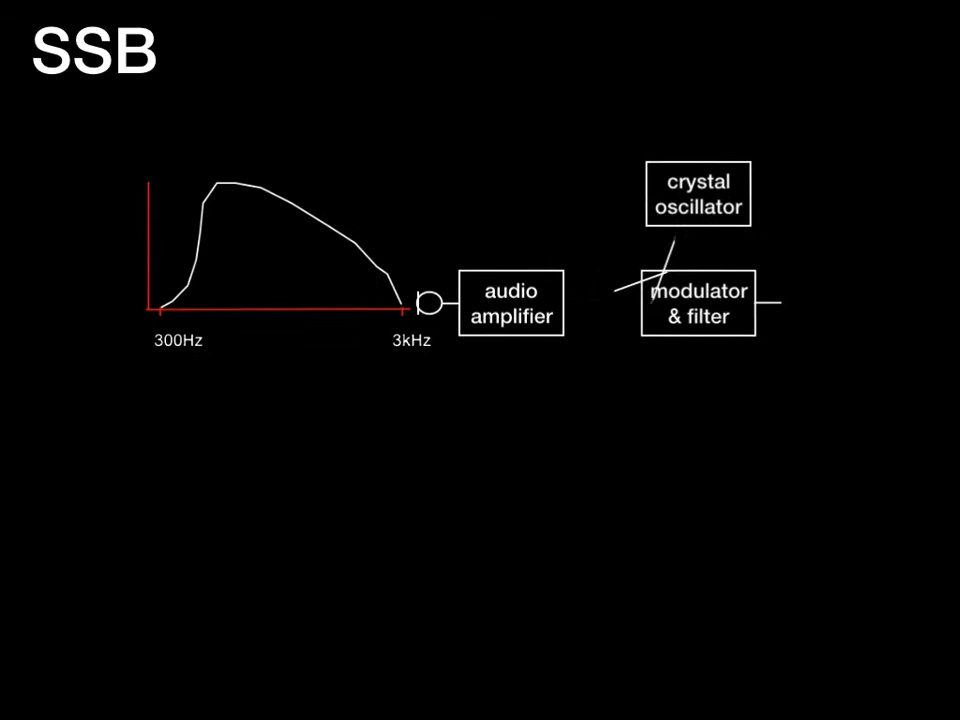 SSB
crystal
oscillator
audio
amplifier
modulator
& filter
300Hz
3kHz